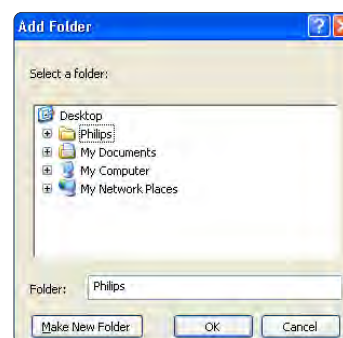 Add Folder
Select a folder:
Desktop
Philips
My Documents
My Computer
My Network Places
Folder: Philips
Make New Folder OK Cancel